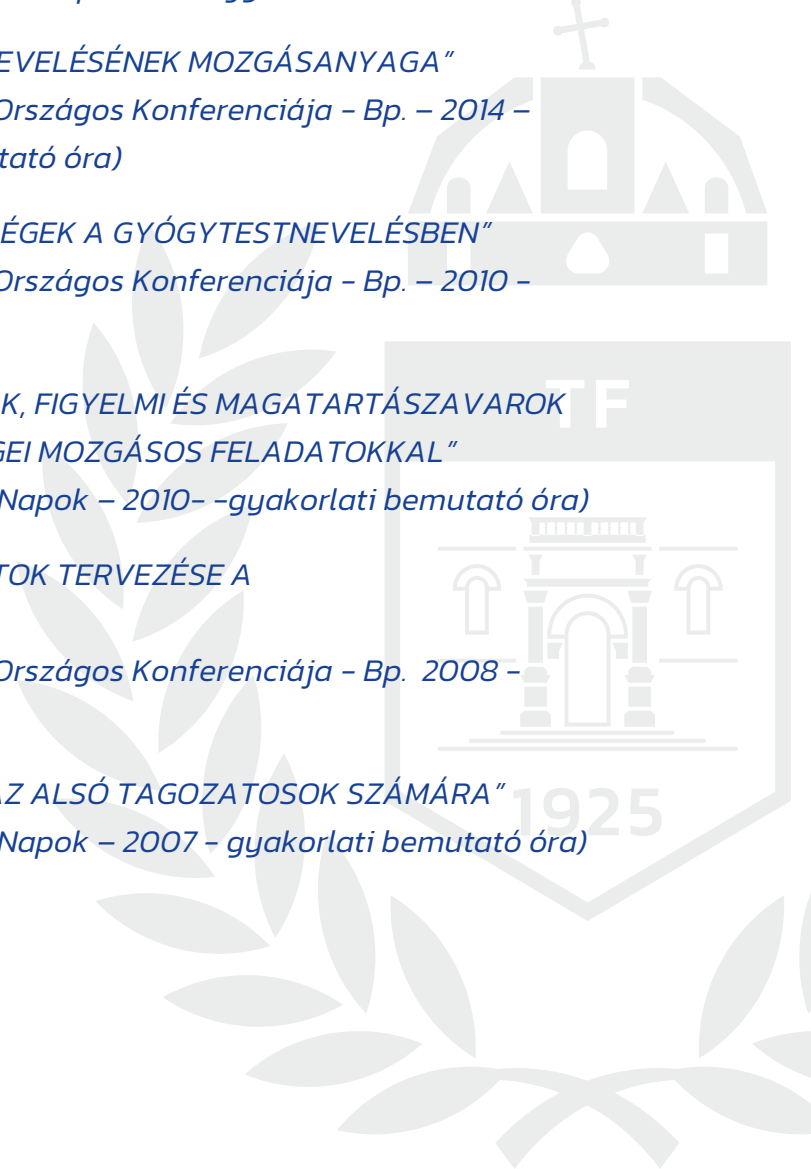 EVELÉSÉNEK MOZGÁSANYAGA”
Országos Konferenciája – Bp. – 2014 –
tató óra)
ÉGEK A GYÓGYTESTNEVELÉSBEN”
Országos Konferenciája – Bp. – 2010 –
K, FIGYELMI ÉS MAGATARTÁSZAVAROK
TF
GEI MOZGÁSOS FELADATOKKAL”
Napok – 2010- -gyakorlati bemutató óra)
TOK TERVEZÉSE A
Országos Konferenciája – Bp. 2008 –
AZ ALSÓ TAGOZATOSOK SZÁMÁRA”
1925
Napok – 2007 - gyakorlati bemutató óra)